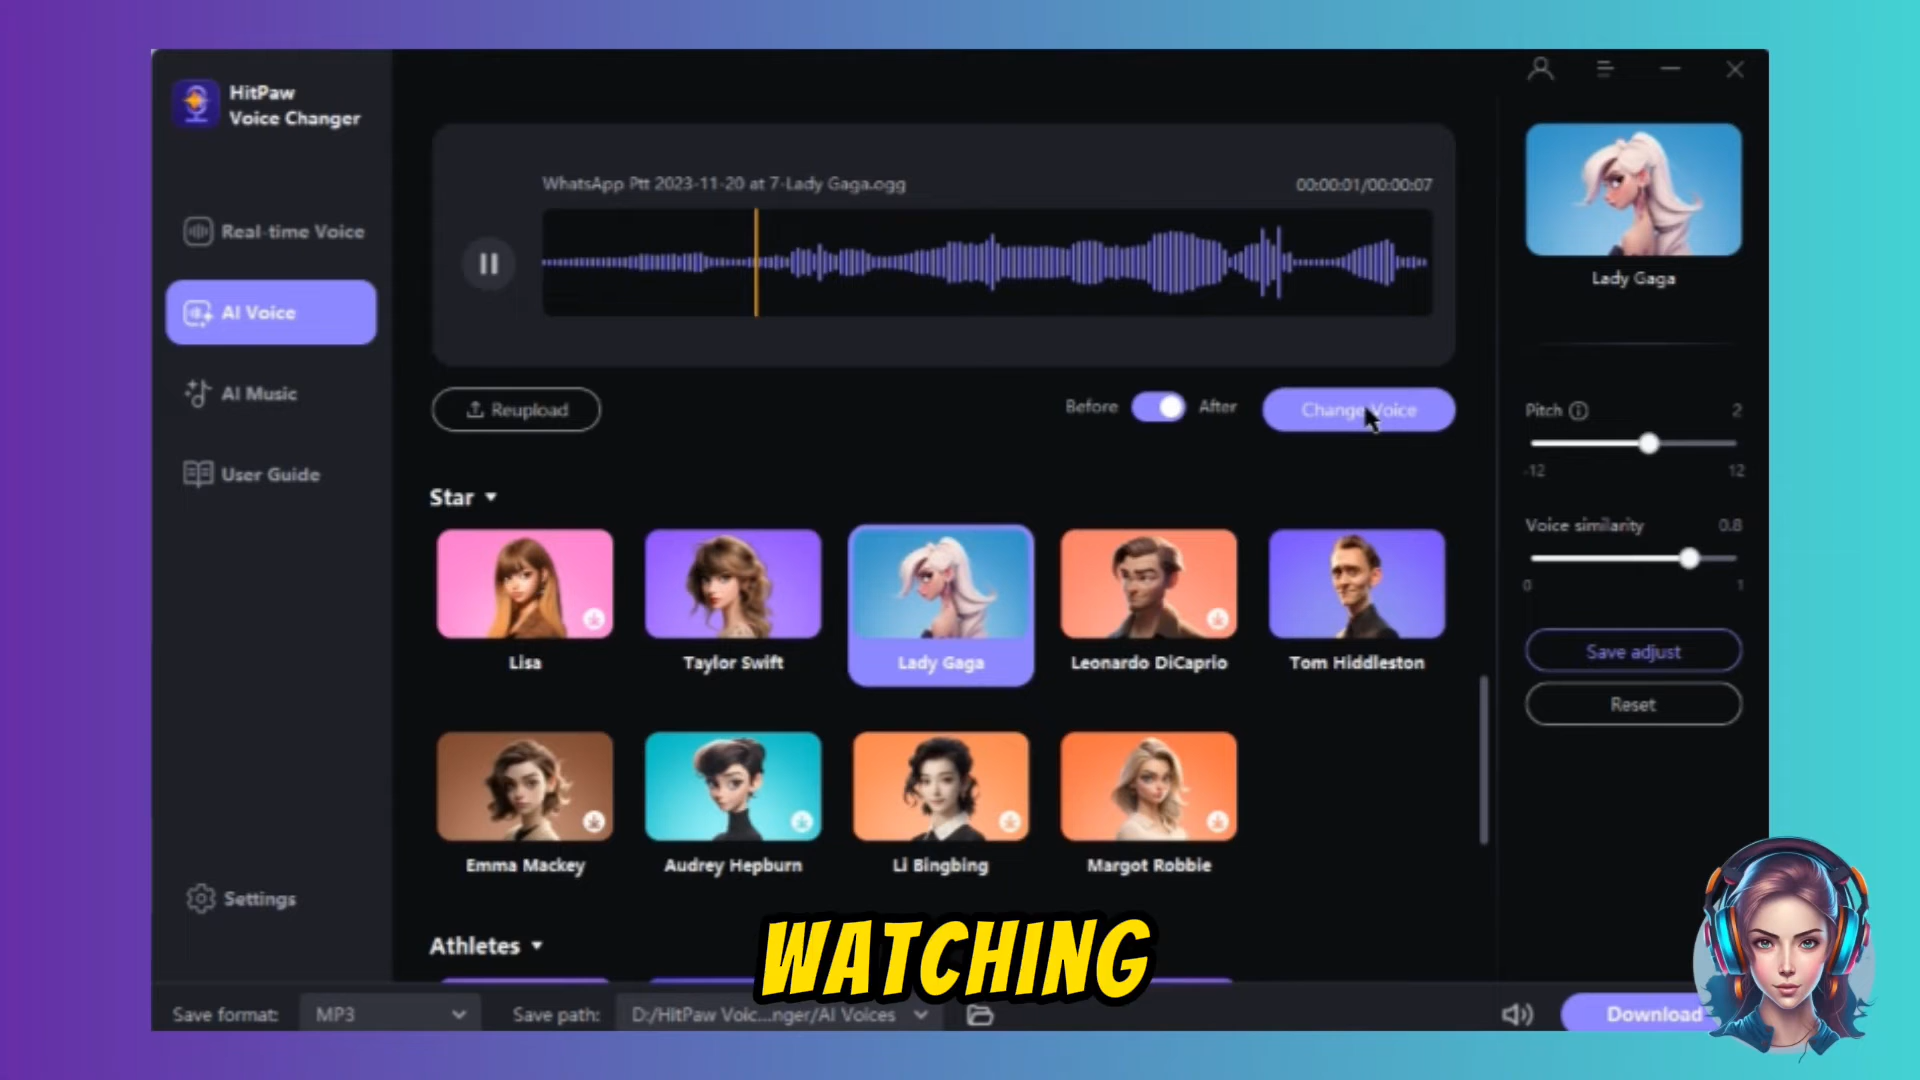 HitPaw
Voice Changer
Real-time Voice
AI Voice
AI Music
User Guide
Settings
WhatsApp Ptt 2023-11-20 at 7-Lady Gaga.ogg
00:00:01/00:00:07
Reupload
Before
After
Change Voice
Star
Lisa
Taylor Swift
Lady Gaga
Leonardo DiCaprio
Tom Hiddleston
Emma Mackey
Audrey Hepburn
Li Bingbing
Margot Robbie
Athletes
Lady Gaga
Pitch
2
-12
12
Voice similarity
0.8
0
1
Save adjust
Reset
WATCHING
Save format:
MP3
Save path:
D:/HitPaw Voic...nger/AI Voices
Download